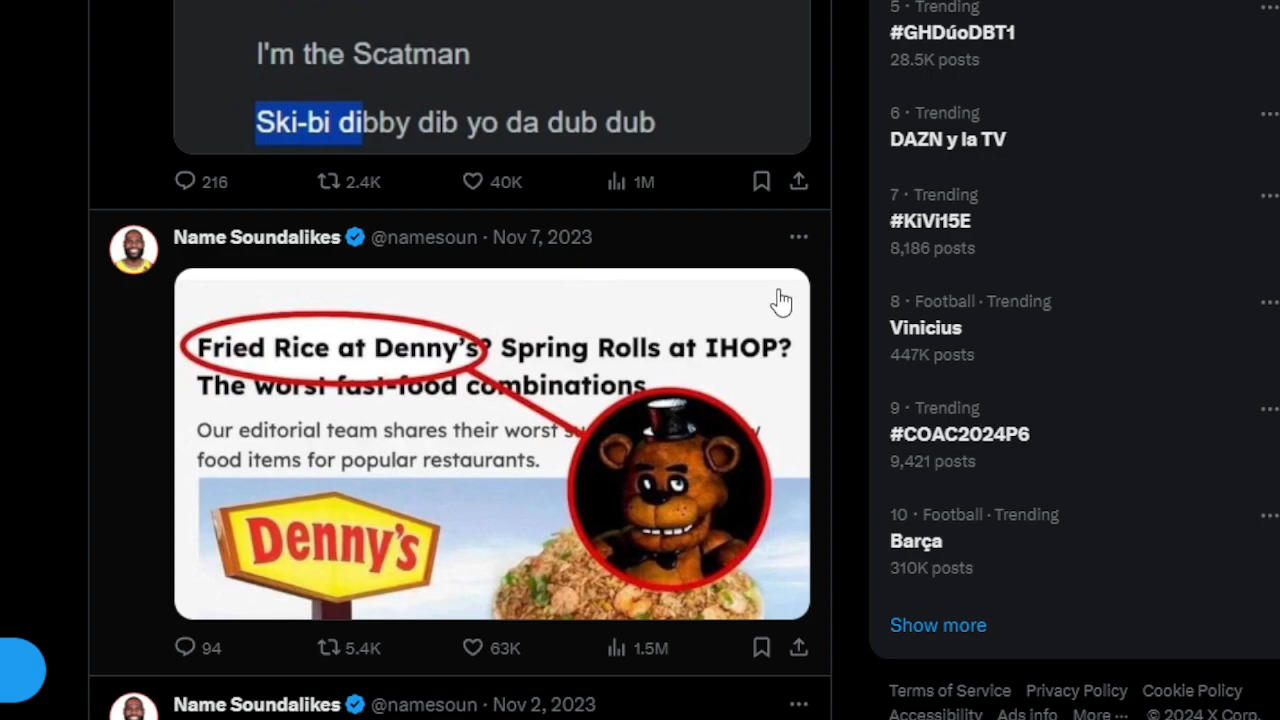 I'm the Scatman
Ski-bi dibby dib yo da dub dub
216 2.4K 40K 1M
Name Soundalikes @namesoun · Nov 7, 2023
Fried Rice at Denny's? Spring Rolls at IHOP?
The worst fast-food combinations
Our editorial team shares their worst
food items for popular restaurants.
Denny's
94 5.4K 63K 1.5M
Name Soundalikes @namesoun · Nov 2, 2023
5 · Trending
#GHDúoDBT1
28.5K posts
6 · Trending
DAZN y la TV
7 · Trending
#KiVi15E
8,186 posts
8 · Football · Trending
Vinicius
447K posts
9 · Trending
#COAC2024P6
9,421 posts
10 · Football · Trending
Barça
310K posts
Show more
Terms of Service Privacy Policy Cookie Policy
Accessibility Ads info More ··· © 2024 X Corp.